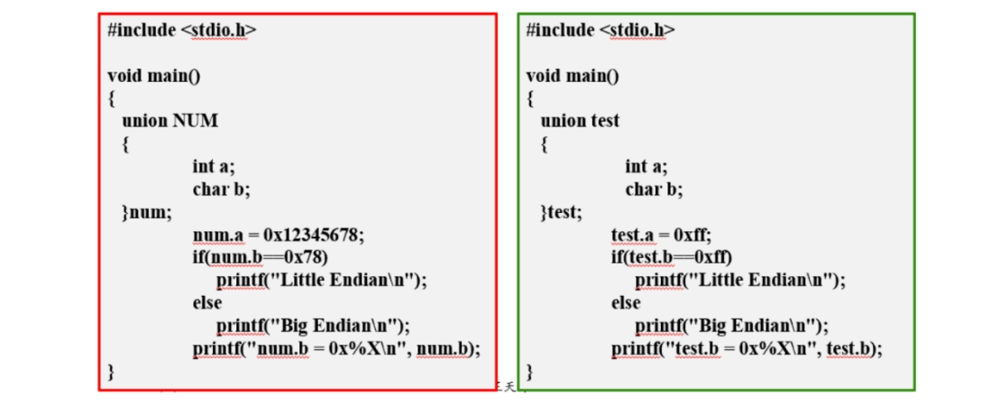 #include <stdio.h>
void main()
{
union NUM
{
int a;
char b;
}num;
num.a = 0x12345678;
if(num.b==0x78)
printf("Little Endian\n");
else
printf("Big Endian\n");
printf("num.b = 0x%X\n", num.b);
}
#include <stdio.h>
void main()
{
union test
{
int a;
char b;
}test;
test.a = 0xff;
if(test.b==0xff)
printf("Little Endian\n");
else
printf("Big Endian\n");
printf("test.b = 0x%X\n", test.b);
}